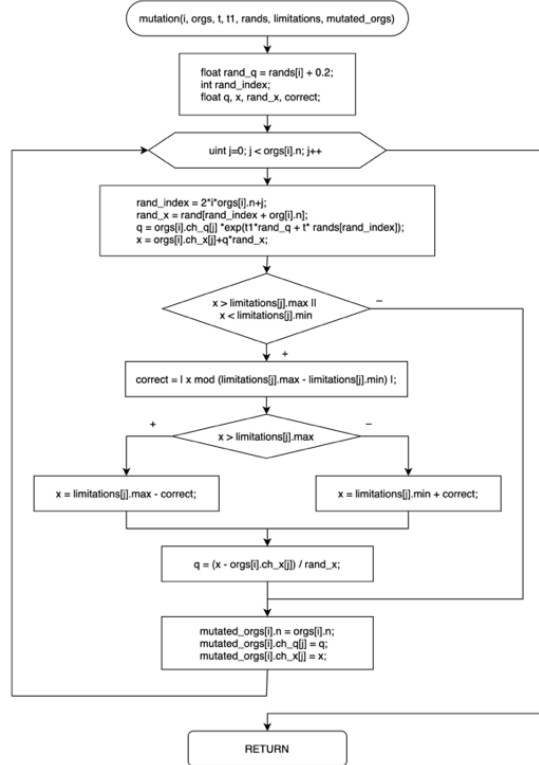 mutation(i, orgs, t, t1, rands, limitations, mutated_orgs)
float rand_q = rands[i] + 0.2;
int rand_index;
float q, x, rand_x, correct;
uint j=0; j < orgs[i].n; j++
rand_index = 2*i*orgs[i].n+j;
rand_x = rand[rand_index + org[i].n];
q = orgs[i].ch_q[j] *exp(t1*rand_q + t* rands[rand_index]);
x = orgs[i].ch_x[j]+q*rand_x;
x > limitations[j].max ||
x < limitations[j].min
–
+
correct = | x mod (limitations[j].max - limitations[j].min) |;
+
x > limitations[j].max
–
x = limitations[j].max - correct;
x = limitations[j].min + correct;
q = (x - orgs[i].ch_x[j]) / rand_x;
mutated_orgs[i].n = orgs[i].n;
mutated_orgs[i].ch_q[j] = q;
mutated_orgs[i].ch_x[j] = x;
RETURN